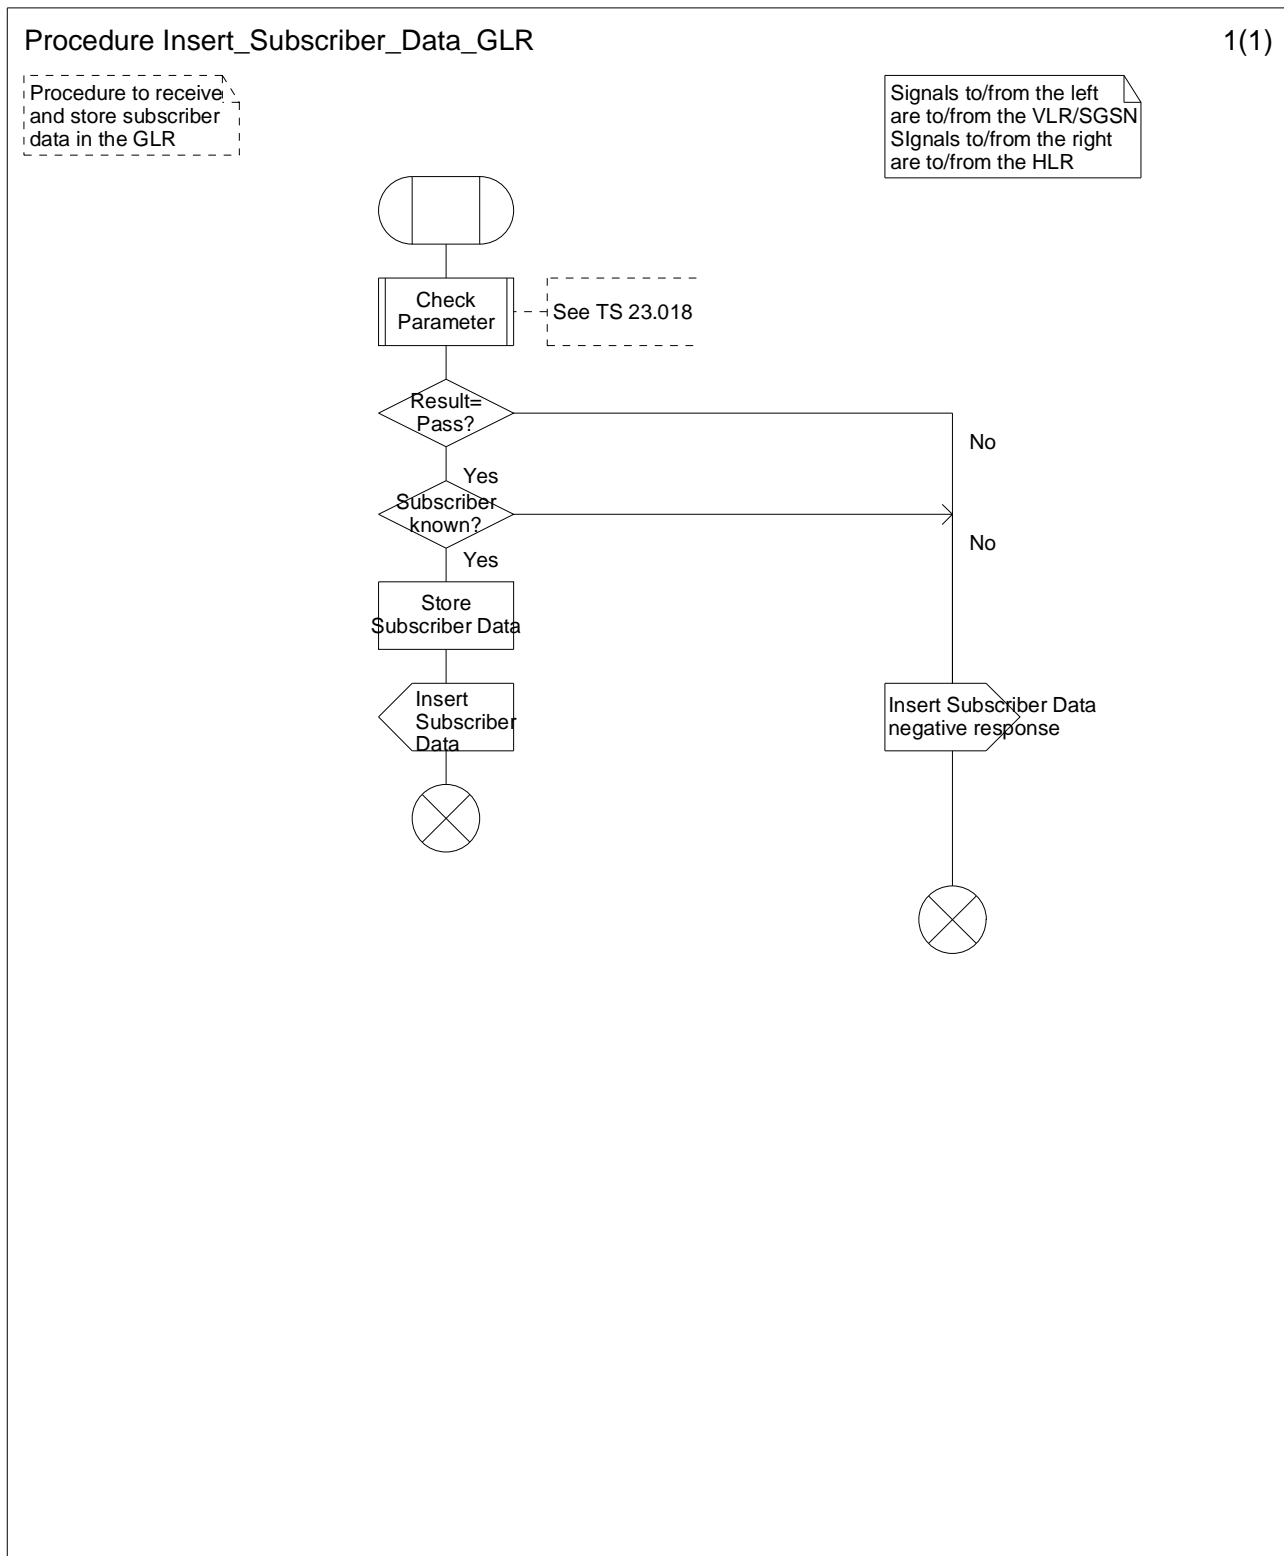 Procedure Insert_Subscriber_Data_GLR
1(1)
Procedure to receive
and store subscriber
data in the GLR
Signals to/from the left
are to/from the VLR/SGSN
SIgnals to/from the right
are to/from the HLR
Check
Parameter
See TS 23.018
Result=
Pass?
No
Yes
Subscriber
known?
No
Yes
Store
Subscriber Data
Insert
Subscriber
Data
Insert Subscriber Data
negative response